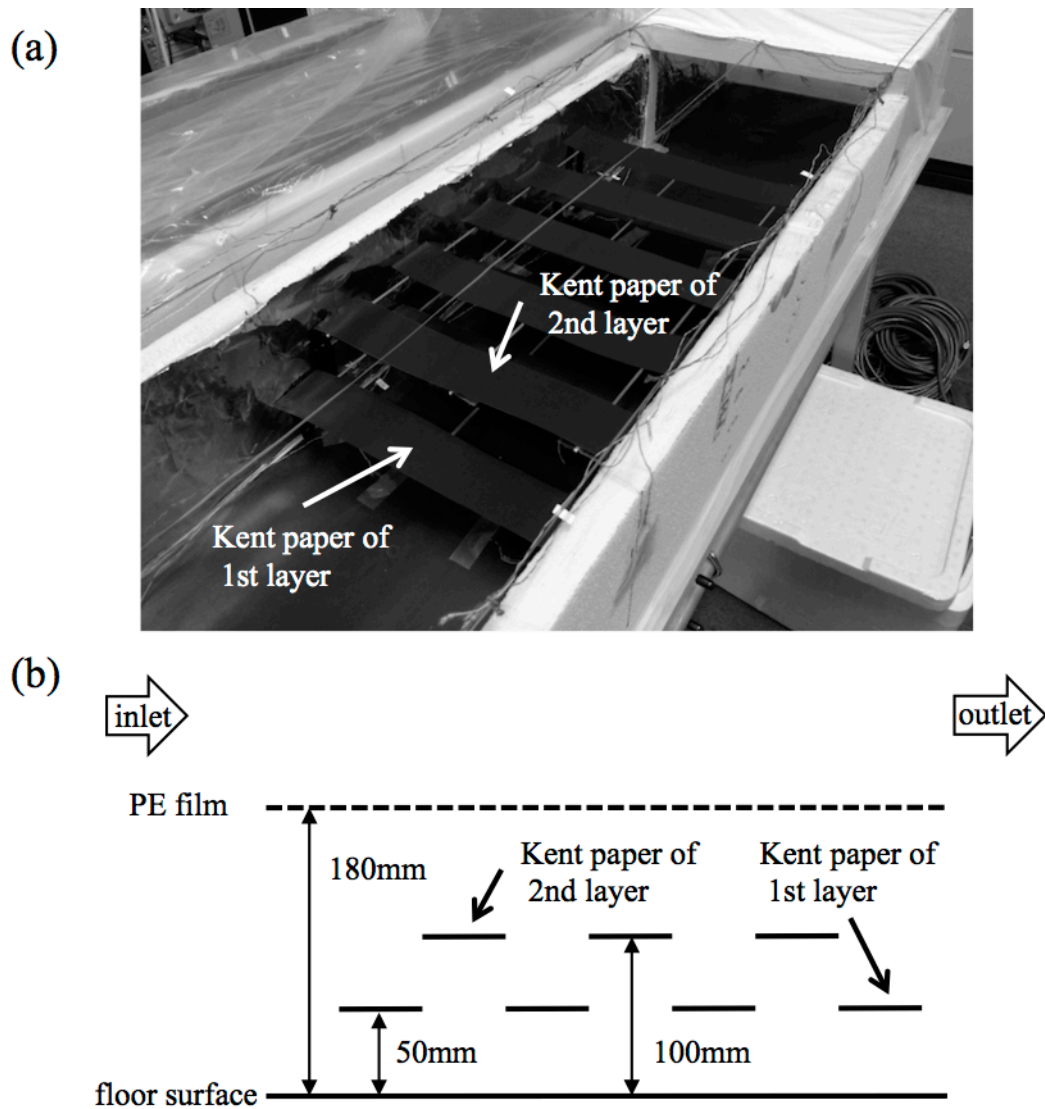 (a)
Kent paper of
2nd layer
Kent paper of
1st layer
(b)
inlet
outlet
PE film
Kent paper of
2nd layer
Kent paper of
1st layer
180mm
50mm
100mm
floor surface